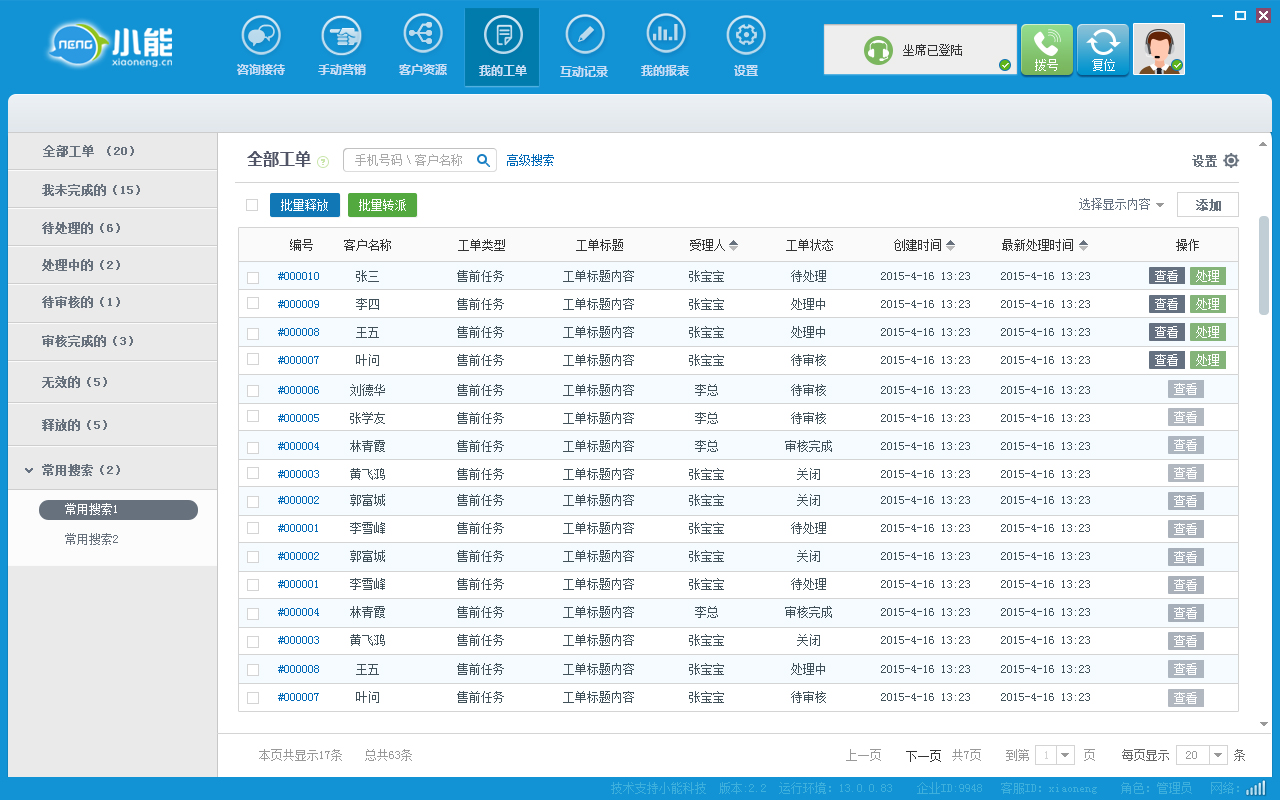 NENG 小能
xiaoneng.cn
咨询接待 手动营销 客户资源 我的工单 互动记录 我的报表 设置
坐席已登陆 拨号 复位
全部工单 （20）
我未完成的（15）
待处理的（6）
处理中的（2）
待审核的（1）
审核完成的（3）
无效的（5）
释放的（5）
常用搜索（2）
常用搜索1
常用搜索2
全部工单 ? 手机号码 \ 客户名称 高级搜索 设置
批量释放 批量转派 选择显示内容 添加
编号 客户名称 工单类型 工单标题 受理人 工单状态 创建时间 最新处理时间 操作
#000010 张三 售前任务 工单标题内容 张宝宝 待处理 2015-4-16 13:23 2015-4-16 13:23 查看 处理
#000009 李四 售前任务 工单标题内容 张宝宝 处理中 2015-4-16 13:23 2015-4-16 13:23 查看 处理
#000008 王五 售前任务 工单标题内容 张宝宝 处理中 2015-4-16 13:23 2015-4-16 13:23 查看 处理
#000007 叶问 售前任务 工单标题内容 张宝宝 待审核 2015-4-16 13:23 2015-4-16 13:23 查看 处理
#000006 刘德华 售前任务 工单标题内容 李总 待审核 2015-4-16 13:23 2015-4-16 13:23 查看
#000005 张学友 售前任务 工单标题内容 李总 待审核 2015-4-16 13:23 2015-4-16 13:23 查看
#000004 林青霞 售前任务 工单标题内容 李总 审核完成 2015-4-16 13:23 2015-4-16 13:23 查看
#000003 黄飞鸿 售前任务 工单标题内容 张宝宝 关闭 2015-4-16 13:23 2015-4-16 13:23 查看
#000002 郭富城 售前任务 工单标题内容 张宝宝 关闭 2015-4-16 13:23 2015-4-16 13:23 查看
#000001 李雪峰 售前任务 工单标题内容 张宝宝 待处理 2015-4-16 13:23 2015-4-16 13:23 查看
#000002 郭富城 售前任务 工单标题内容 张宝宝 关闭 2015-4-16 13:23 2015-4-16 13:23 查看
#000001 李雪峰 售前任务 工单标题内容 张宝宝 待处理 2015-4-16 13:23 2015-4-16 13:23 查看
#000004 林青霞 售前任务 工单标题内容 李总 审核完成 2015-4-16 13:23 2015-4-16 13:23 查看
#000003 黄飞鸿 售前任务 工单标题内容 张宝宝 关闭 2015-4-16 13:23 2015-4-16 13:23 查看
#000008 王五 售前任务 工单标题内容 张宝宝 处理中 2015-4-16 13:23 2015-4-16 13:23 查看
#000007 叶问 售前任务 工单标题内容 张宝宝 待审核 2015-4-16 13:23 2015-4-16 13:23 查看
本页共显示17条 总共63条 上一页 下一页 共7页 到第 1 页 每页显示 20 条
技术支持小能科技 版本:2.2 运行环境: 13.0.0.83 企业ID:9948 客服ID: xiaoneng 角色: 管理员 网络: